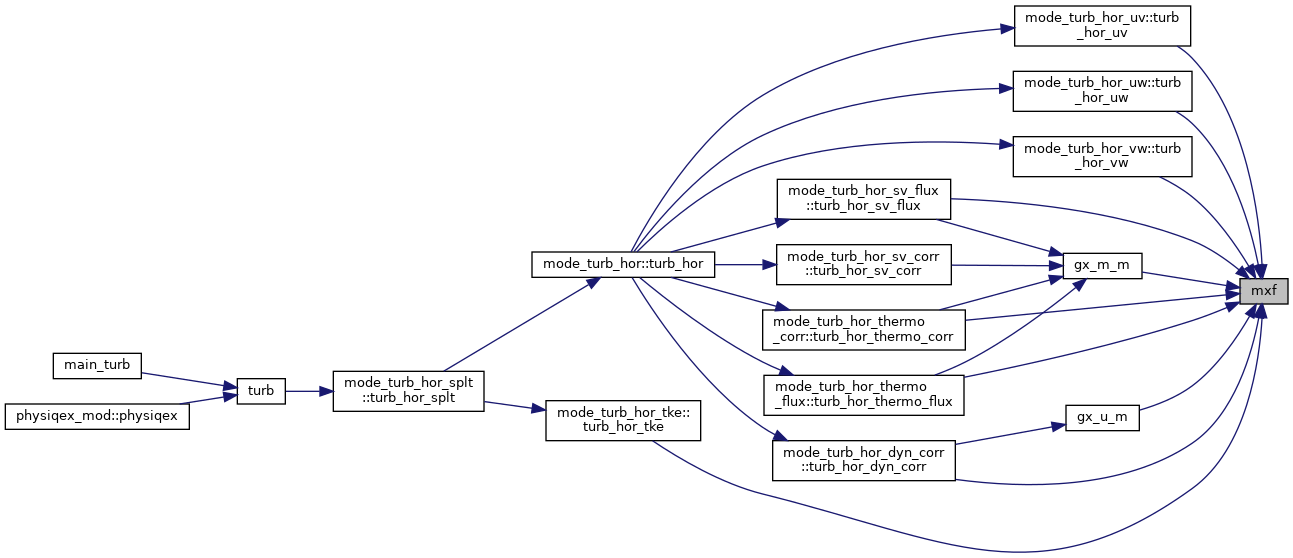 mode_turb_hor_uv::turb
_hor_uv
mode_turb_hor_uw::turb
_hor_uw
mode_turb_hor_vw::turb
_hor_vw
mode_turb_hor_sv_flux
::turb_hor_sv_flux
mode_turb_hor::turb_hor
mode_turb_hor_sv_corr
::turb_hor_sv_corr
gx_m_m
mxf
mode_turb_hor_thermo
_corr::turb_hor_thermo_corr
main_turb
turb
mode_turb_hor_splt
::turb_hor_splt
mode_turb_hor_thermo
_flux::turb_hor_thermo_flux
physiqex_mod::physiqex
mode_turb_hor_tke::
turb_hor_tke
gx_u_m
mode_turb_hor_dyn_corr
::turb_hor_dyn_corr